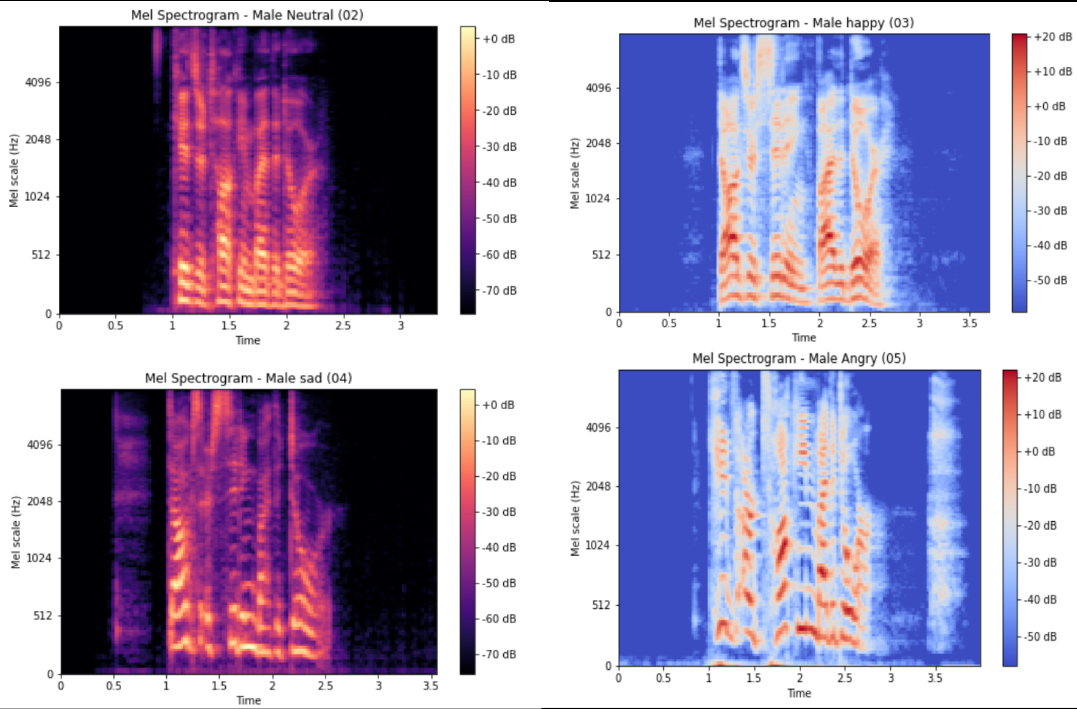 Mel Spectrogram - Male Neutral (02)
+0 dB
-10 dB
-20 dB
-30 dB
-40 dB
-50 dB
-60 dB
-70 dB
4096
2048
1024
512
0
Mel scale (Hz)
0 0.5 1 1.5 2 2.5 3
Time
Mel Spectrogram - Male happy (03)
+20 dB
+10 dB
+0 dB
-10 dB
-20 dB
-30 dB
-40 dB
-50 dB
4096
2048
1024
512
0
Mel scale (Hz)
0 0.5 1 1.5 2 2.5 3 3.5
Time
Mel Spectrogram - Male sad (04)
+0 dB
-10 dB
-20 dB
-30 dB
-40 dB
-50 dB
-60 dB
-70 dB
4096
2048
1024
512
0
Mel scale (Hz)
0 0.5 1 1.5 2 2.5 3 3.5
Time
Mel Spectrogram - Male Angry (05)
+20 dB
+10 dB
+0 dB
-10 dB
-20 dB
-30 dB
-40 dB
-50 dB
4096
2048
1024
512
0
Mel scale (Hz)
0 0.5 1 1.5 2 2.5 3 3.5
Time